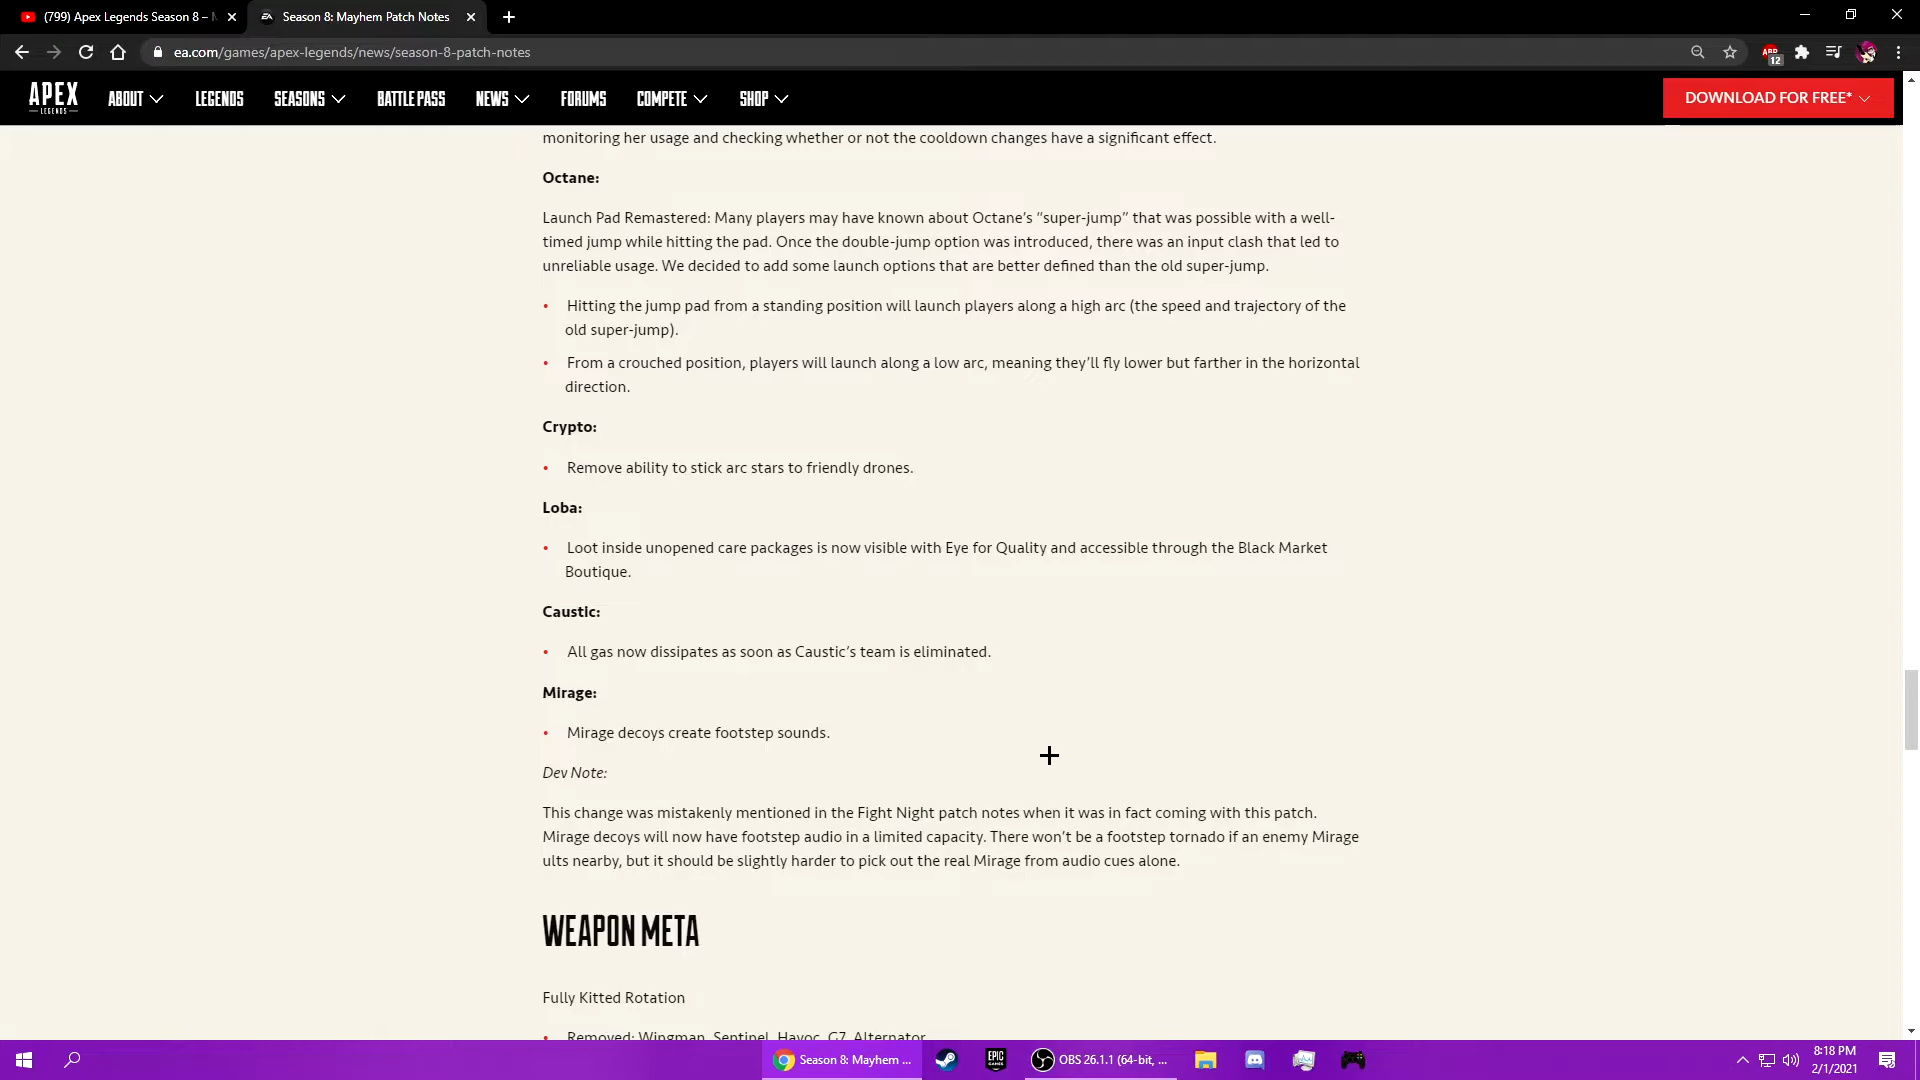 (799) Apex Legends Season 8 –
Season 8: Mayhem Patch Notes
ea.com/games/apex-legends/news/season-8-patch-notes
ABP
12
APEX
LEGENDS
ABOUT
LEGENDS
SEASONS
BATTLE PASS
NEWS
FORUMS
COMPETE
SHOP
DOWNLOAD FOR FREE*
monitoring her usage and checking whether or not the cooldown changes have a significant effect.
Octane:
Launch Pad Remastered: Many players may have known about Octane’s “super-jump” that was possible with a well-
timed jump while hitting the pad. Once the double-jump option was introduced, there was an input clash that led to
unreliable usage. We decided to add some launch options that are better defined than the old super-jump.
• Hitting the jump pad from a standing position will launch players along a high arc (the speed and trajectory of the
old super-jump).
• From a crouched position, players will launch along a low arc, meaning they’ll fly lower but farther in the horizontal
direction.
Crypto:
• Remove ability to stick arc stars to friendly drones.
Loba:
• Loot inside unopened care packages is now visible with Eye for Quality and accessible through the Black Market
Boutique.
Caustic:
• All gas now dissipates as soon as Caustic’s team is eliminated.
Mirage:
• Mirage decoys create footstep sounds.
Dev Note:
This change was mistakenly mentioned in the Fight Night patch notes when it was in fact coming with this patch.
Mirage decoys will now have footstep audio in a limited capacity. There won’t be a footstep tornado if an enemy Mirage
ults nearby, but it should be slightly harder to pick out the real Mirage from audio cues alone.
WEAPON META
Fully Kitted Rotation
• Removed: Wingman, Sentinel, Havoc, G7, Alternator
Season 8: Mayhem ...
EPIC
GAMES
OBS 26.1.1 (64-bit, ...
8:18 PM
2/1/2021